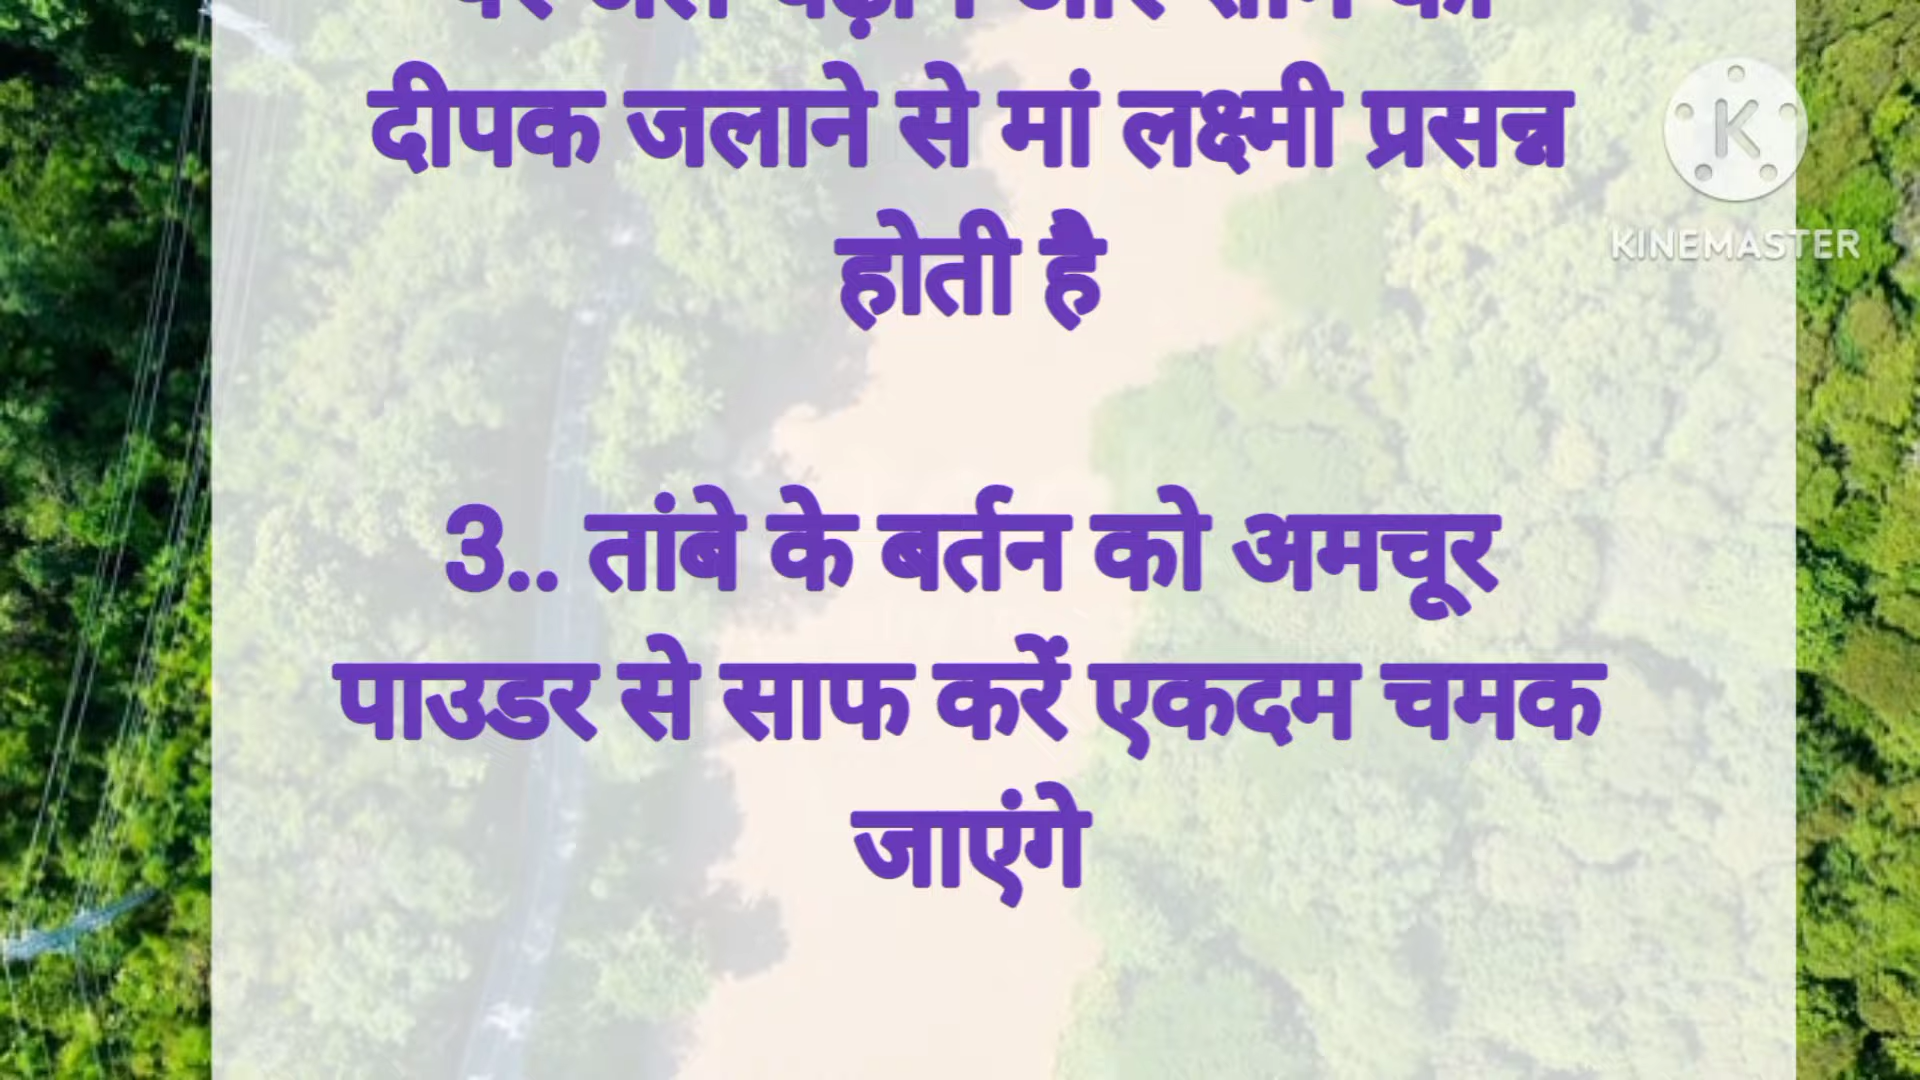 दीपक जलाने से मां लक्ष्मी प्रसन्न
होती है
3.. तांबे के बर्तन को अमचूर
पाउडर से साफ करें एकदम चमक
जाएंगे
K
KINEMASTER